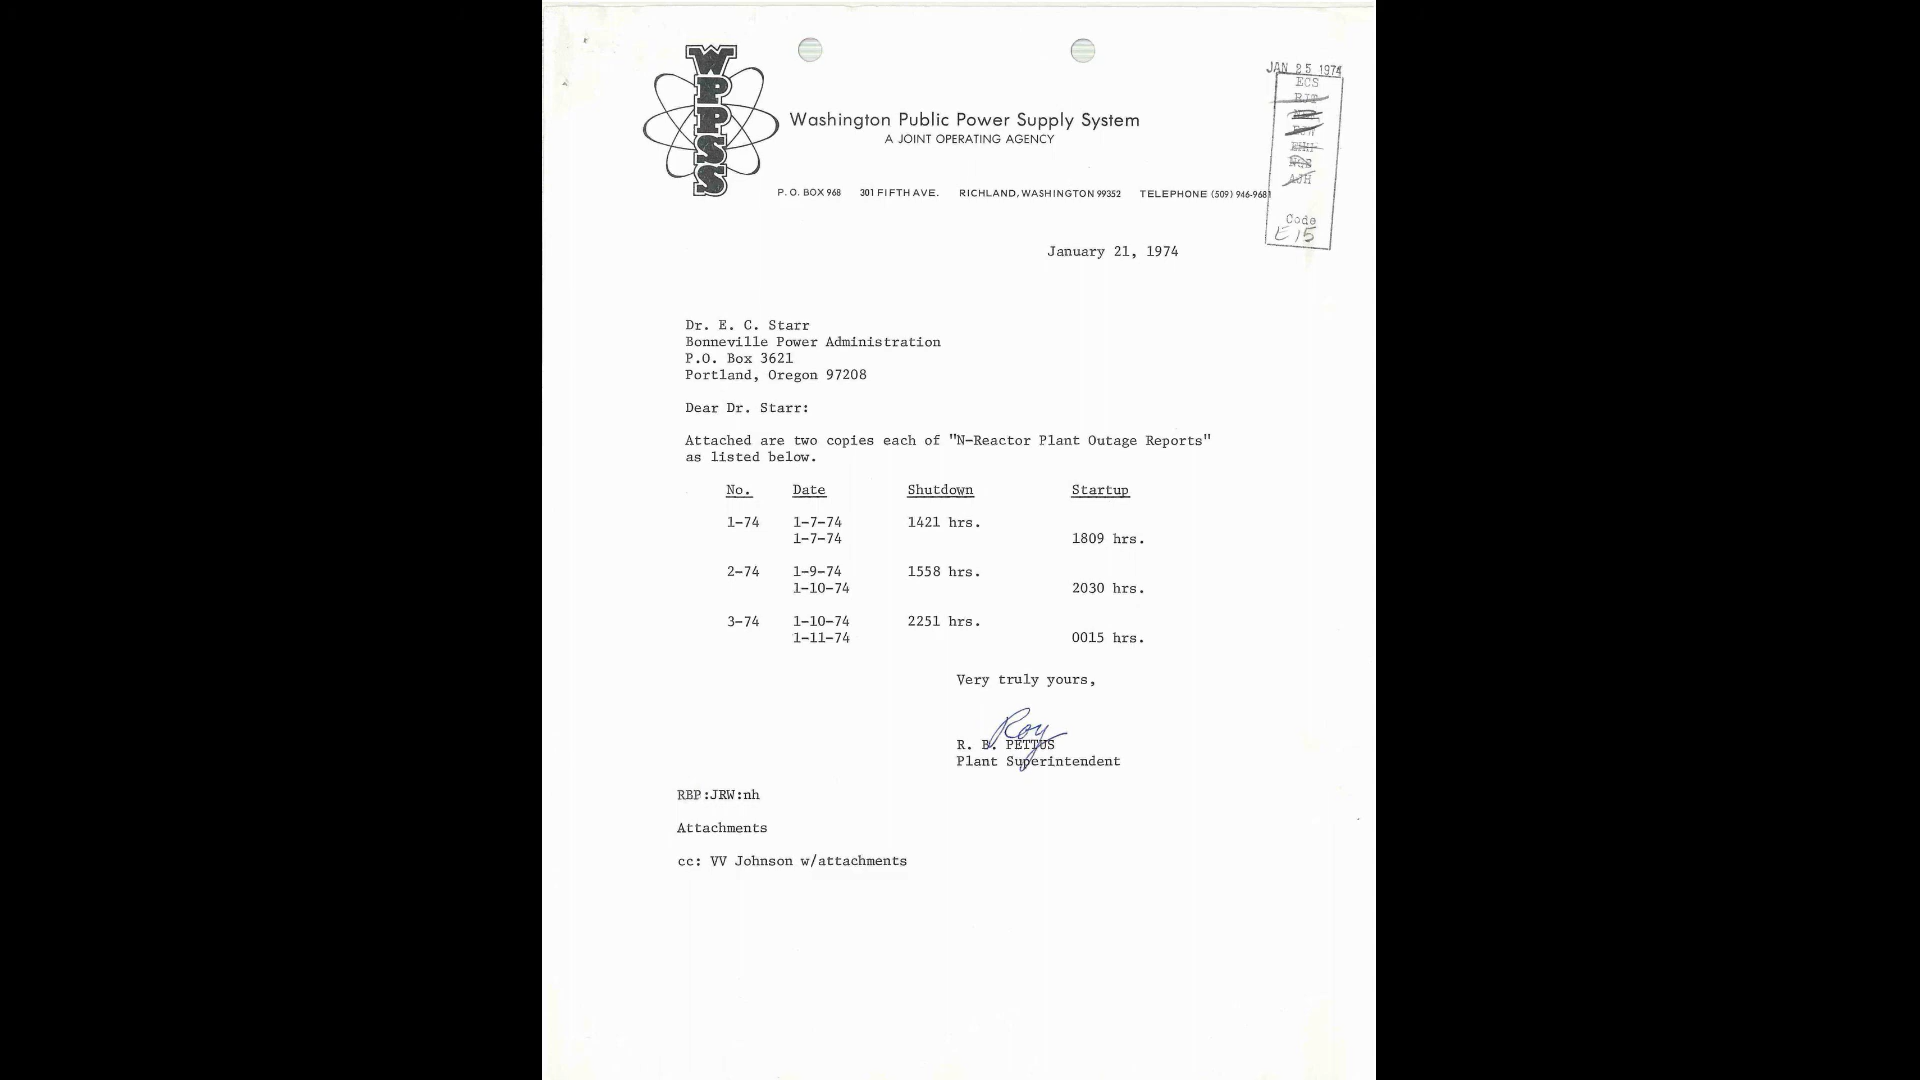 WPPSS
Washington Public Power Supply System
A JOINT OPERATING AGENCY
P. O. BOX 968 301 FIFTH AVE. RICHLAND, WASHINGTON 99352 TELEPHONE (509) 946-9681
JAN 25 1974
ECS
RJT
AJH
Code
E15
January 21, 1974
Dr. E. C. Starr
Bonneville Power Administration
P.O. Box 3621
Portland, Oregon 97208
Dear Dr. Starr:
Attached are two copies each of "N-Reactor Plant Outage Reports"
as listed below.
No. Date Shutdown Startup
1-74 1-7-74 1421 hrs.
1-7-74 1809 hrs.
2-74 1-9-74 1558 hrs.
1-10-74 2030 hrs.
3-74 1-10-74 2251 hrs.
1-11-74 0015 hrs.
Very truly yours,
Roy
R. B. PETTUS
Plant Superintendent
RBP:JRW:nh
Attachments
cc: VV Johnson w/attachments